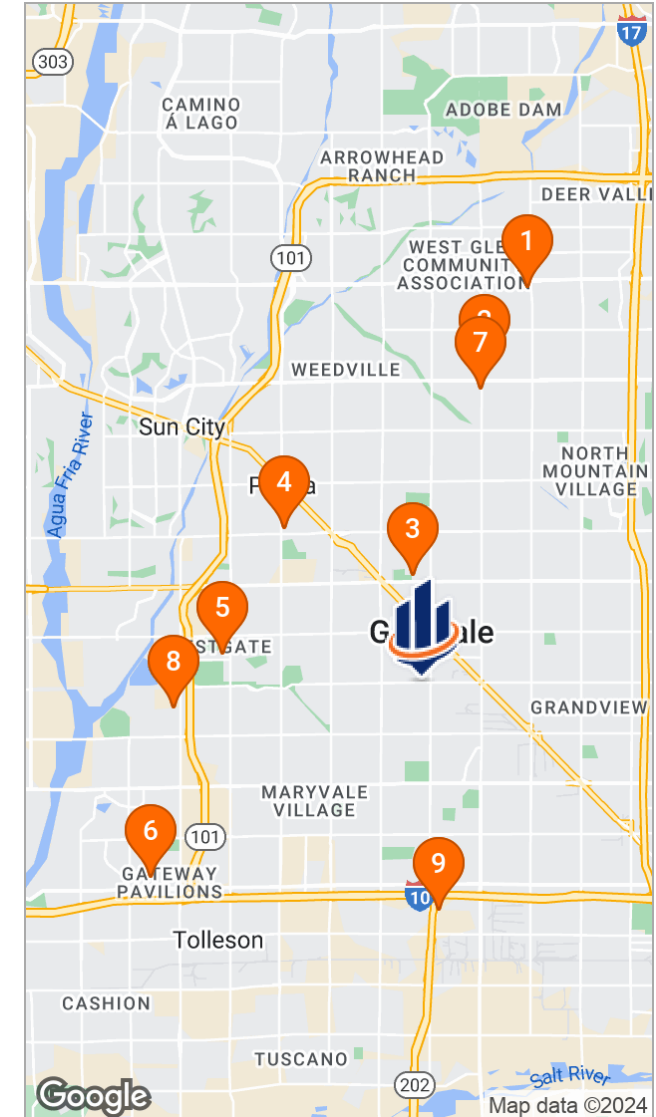 17
303
CAMINO
Á LAGO
ADOBE DAM
ARROWHEAD
RANCH
DEER VALL
1
WEST GLE
COMMUNIT
ASSOCIATION
101
7
WEEDVILLE
Sun City
Agua Fria River
NORTH
MOUNTAIN
VILLAGE
4
P a
3
5
G ale
STGATE
8
GRANDVIEW
MARYVALE
VILLAGE
6
101
9
GATEWAY
PAVILIONS
10
Tolleson
CASHION
TUSCANO
202
Salt River
Google
Map data ©2024